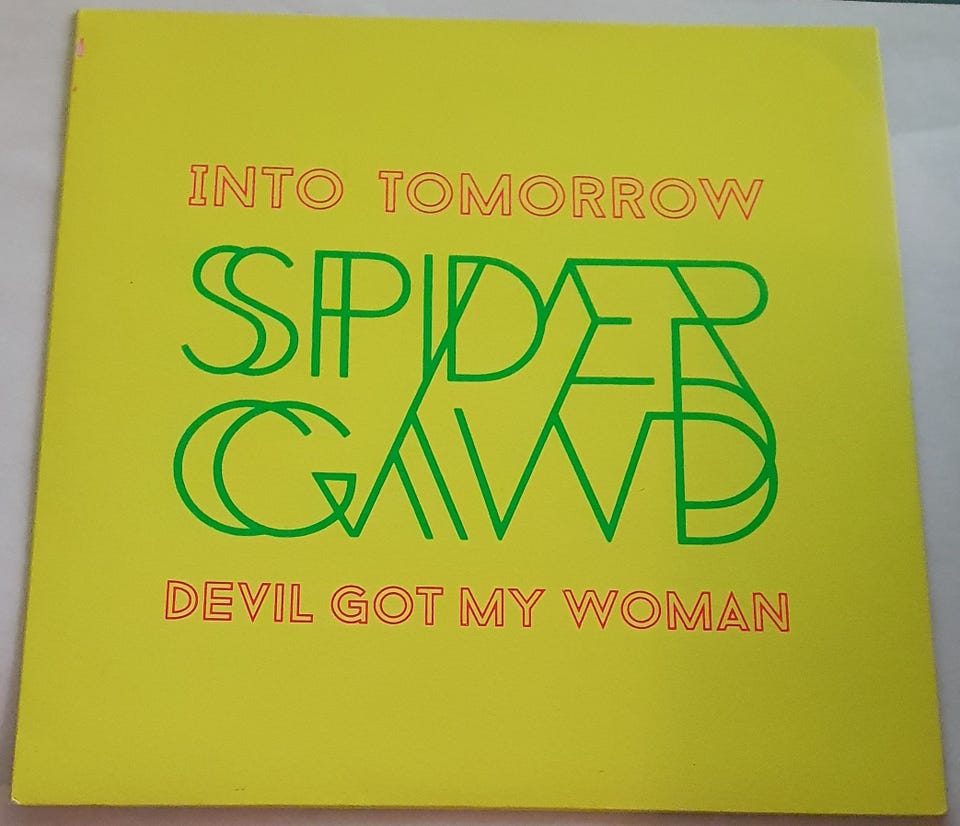 INTO TOMORROW
SPIDER
GAWD
DEVIL GOT MY WOMAN